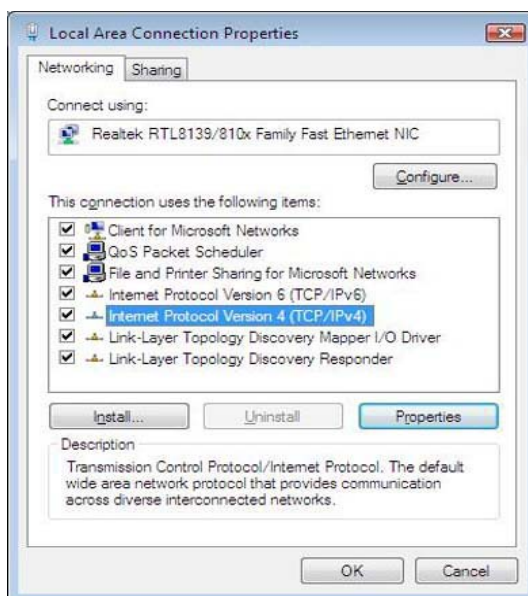 Local Area Connection Properties
Networking
Sharing
Connect using:
Realtek RTL8139/810x Family Fast Ethernet NIC
Configure...
This connection uses the following items:
Client for Microsoft Networks
QoS Packet Scheduler
File and Printer Sharing for Microsoft Networks
Internet Protocol Version 6 (TCP/IPv6)
Internet Protocol Version 4 (TCP/IPv4)
Link-Layer Topology Discovery Mapper I/O Driver
Link-Layer Topology Discovery Responder
Install...
Uninstall
Properties
Description
Transmission Control Protocol/Internet Protocol. The default
wide area network protocol that provides communication
across diverse interconnected networks.
OK
Cancel